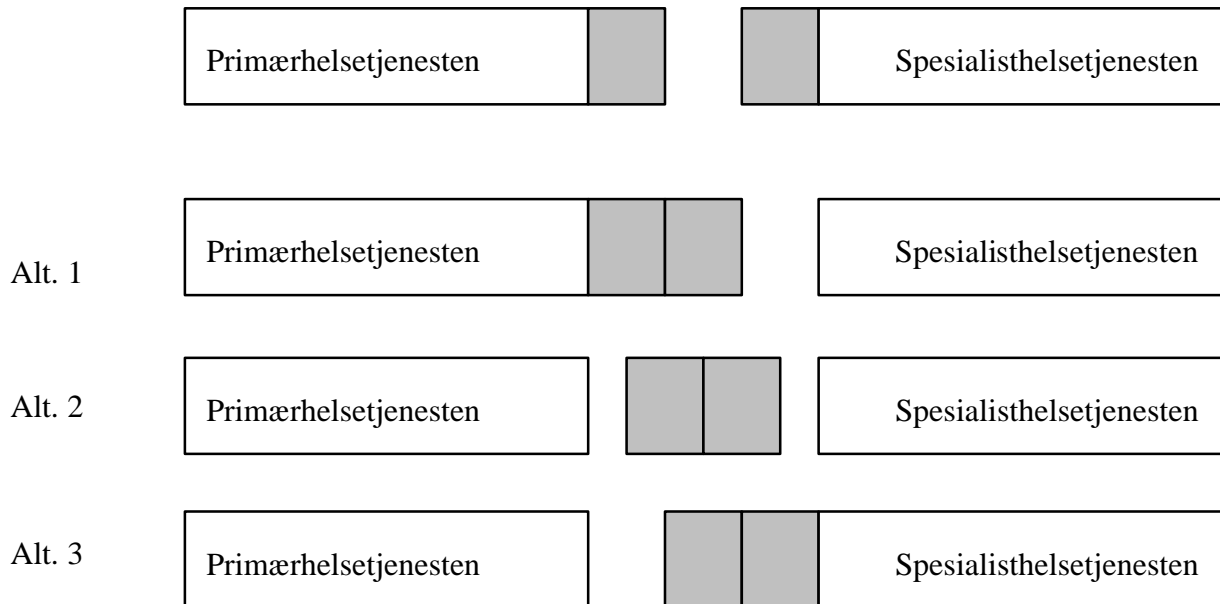 Primærhelsetjenesten Spesialisthelsetjenesten
Alt. 1 Primærhelsetjenesten Spesialisthelsetjenesten
Alt. 2 Primærhelsetjenesten Spesialisthelsetjenesten
Alt. 3 Primærhelsetjenesten Spesialisthelsetjenesten